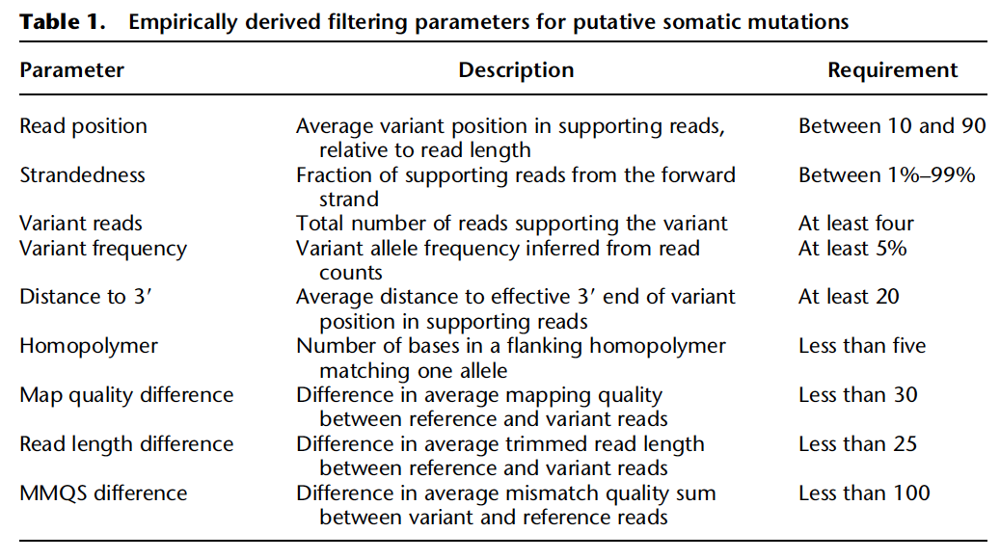 Table 1. Empirically derived filtering parameters for putative somatic mutations
Parameter Description Requirement
Read position Average variant position in supporting reads, Between 10 and 90
relative to read length
Strandedness Fraction of supporting reads from the forward Between 1%–99%
strand
Variant reads Total number of reads supporting the variant At least four
Variant frequency Variant allele frequency inferred from read At least 5%
counts
Distance to 3′ Average distance to effective 3′ end of variant At least 20
position in supporting reads
Homopolymer Number of bases in a flanking homopolymer Less than five
matching one allele
Map quality difference Difference in average mapping quality Less than 30
between reference and variant reads
Read length difference Difference in average trimmed read length Less than 25
between reference and variant reads
MMQS difference Difference in average mismatch quality sum Less than 100
between variant and reference reads